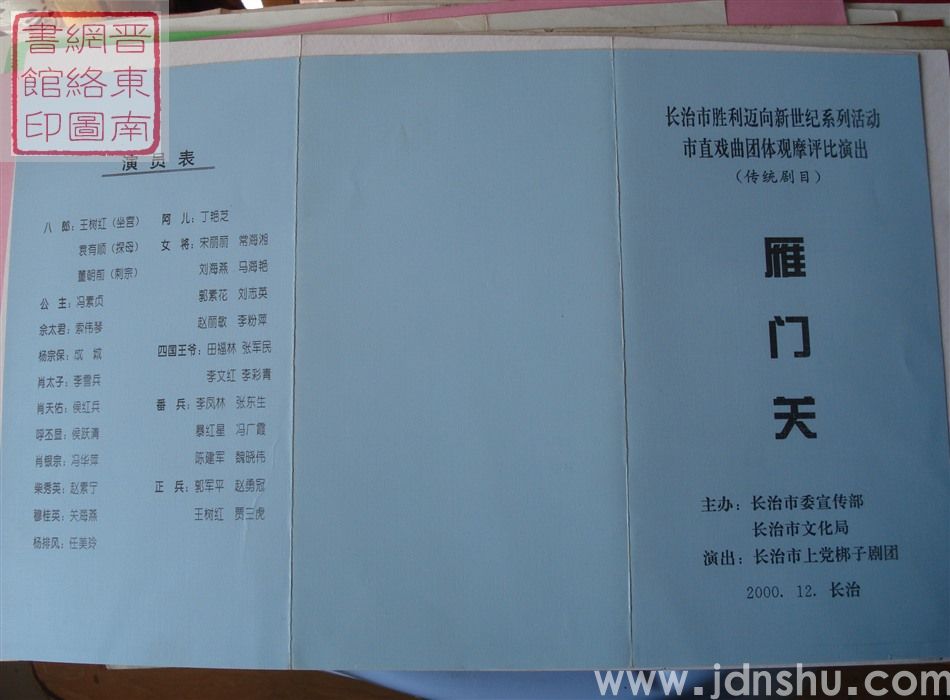 晋東南
網絡圖
書館印
演员表
八 郎：王树红（坐宫）
袁有顺（探母）
董朝前（刺宗）
公 主：冯素贞
佘太君：索伟琴
杨宗保：成 斌
肖太子：李雪兵
肖天佑：侯红兵
呼丕显：侯跃清
肖银宗：冯华萍
柴秀英：赵素宁
穆桂英：关海燕
杨排风：任美玲
阿 儿：丁艳芝
女 将：宋丽丽 常海湘
刘海燕 马海艳
郭素花 刘志英
赵丽敏 李粉萍
四国王爷：田福林 张军民
李文红 李彩青
番 兵：李凤林 张东生
暴红星 冯广霞
陈建军 魏晓伟
正 兵：郭军平 赵勇冠
王树红 贾三虎
长治市胜利迈向新世纪系列活动
市直戏曲团体观摩评比演出
（传统剧目）
雁门关
主办：长治市委宣传部
长治市文化局
演出：长治市上党梆子剧团
2000．12．长治
www.jdnshu.com